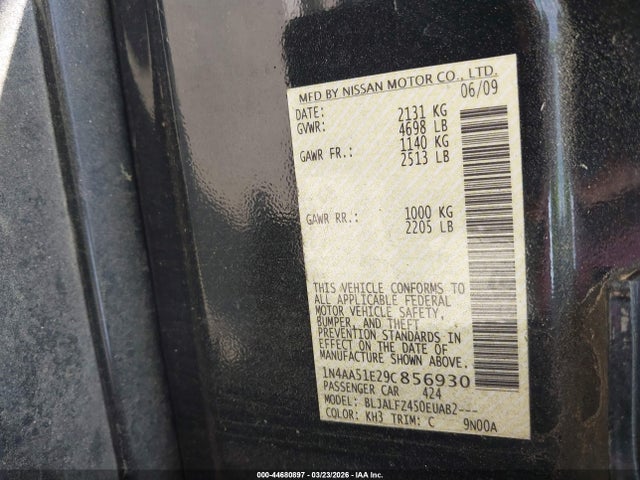 MFD BY NISSAN MOTOR CO., LTD.
DATE: 06/09
GVWR: 2131 KG
4698 LB
GAWR FR.: 1140 KG
2513 LB
GAWR RR.: 1000 KG
2205 LB
THIS VEHICLE CONFORMS TO
ALL APPLICABLE FEDERAL
MOTOR VEHICLE SAFETY,
BUMPER, AND THEFT
PREVENTION STANDARDS IN
EFFECT ON THE DATE OF
MANUFACTURE SHOWN ABOVE.
1N4AA51E29C856930
PASSENGER CAR 424
MODEL: BLJALFZ450EUAB2---
COLOR: KH3 TRIM: C 9N00A
000-44680897 - 03/23/2026 - IAA Inc.